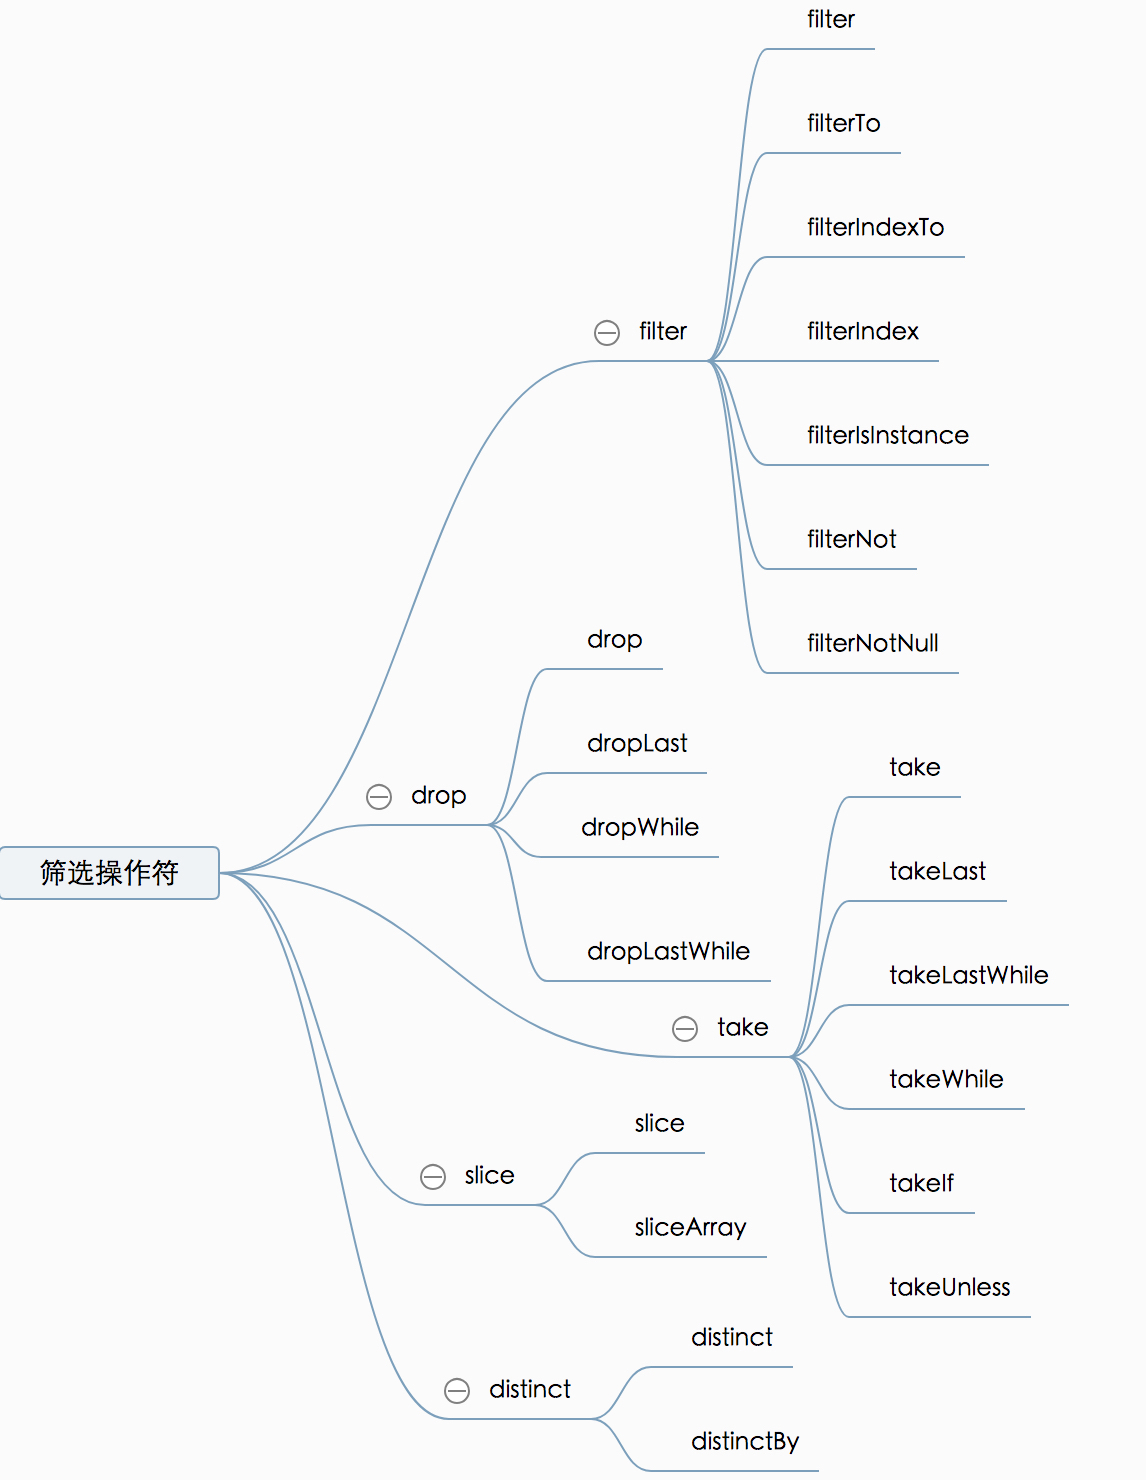 筛选操作符
filter
filter
filterTo
filterIndexTo
filterIndex
filterIsInstance
filterNot
filterNotNull
drop
drop
dropLast
dropWhile
dropLastWhile
take
take
takeLast
takeLastWhile
takeWhile
takeIf
takeUnless
slice
slice
sliceArray
distinct
distinct
distinctBy